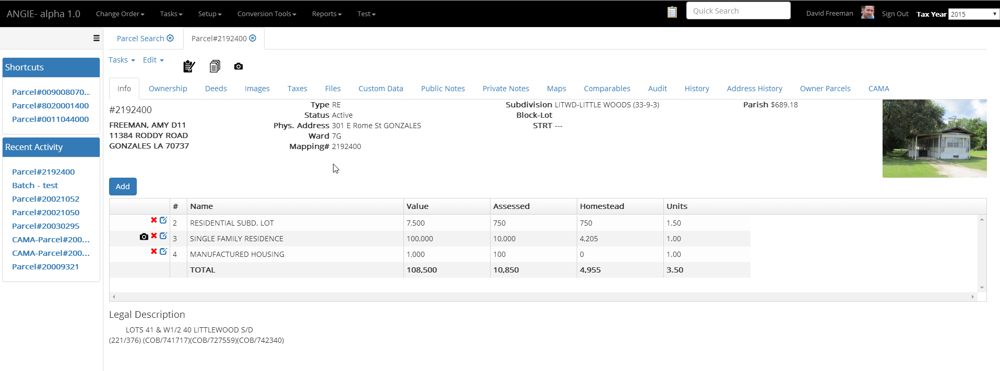 ANGIE- alpha 1.0 Change Order Tasks Setup Conversion Tools Reports Test Quick Search David Freeman Sign Out Tax Year 2015
Parcel Search Parcel#2192400
Tasks Edit
Shortcuts
Parcel#009008070...
Parcel#8020001400
Parcel#0011044000
Recent Activity
Parcel#2192400
Batch - test
Parcel#20021052
Parcel#20021050
Parcel#20030295
CAMA-Parcel#200...
CAMA-Parcel#200...
Parcel#20009321
Info Ownership Deeds Images Taxes Files Custom Data Public Notes Private Notes Maps Comparables Audit History Address History Owner Parcels CAMA
#2192400
FREEMAN, AMY D11
11384 RODDY ROAD
GONZALES LA 70737
Type RE
Status Active
Phys. Address 301 E Rome St GONZALES
Ward 7G
Mapping# 2192400
Subdivision LITWD-LITTLE WOODS (33-9-3)
Block-Lot
STRT ---
Parish $689.18
Add
# Name Value Assessed Homestead Units
2 RESIDENTIAL SUBD. LOT 7,500 750 750 1.50
3 SINGLE FAMILY RESIDENCE 100,000 10,000 4,205 1.00
4 MANUFACTURED HOUSING 1,000 100 0 1.00
TOTAL 108,500 10,850 4,955 3.50
Legal Description
LOTS 41 & W1/2 40 LITTLEWOOD S/D
(221/376) (COB/741717)(COB/727559)(COB/742340)